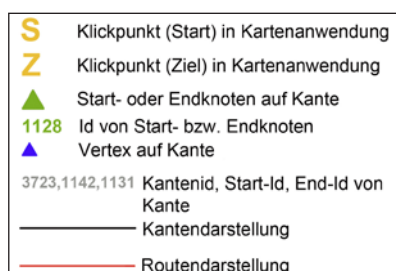 S Klickpunkt (Start) in Kartenanwendung
Z Klickpunkt (Ziel) in Kartenanwendung
Start- oder Endknoten auf Kante
1128 Id von Start- bzw. Endknoten
Vertex auf Kante
3723,1142,1131 Kantenid, Start-Id, End-Id von
Kante
Kantendarstellung
Routendarstellung